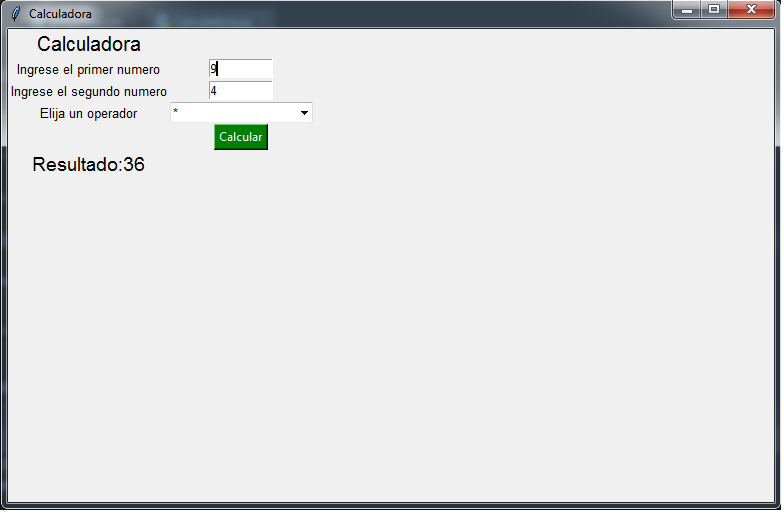 Calculadora
Calculadora
Ingrese el primer numero 9
Ingrese el segundo numero 4
Elija un operador *
Calcular
Resultado:36